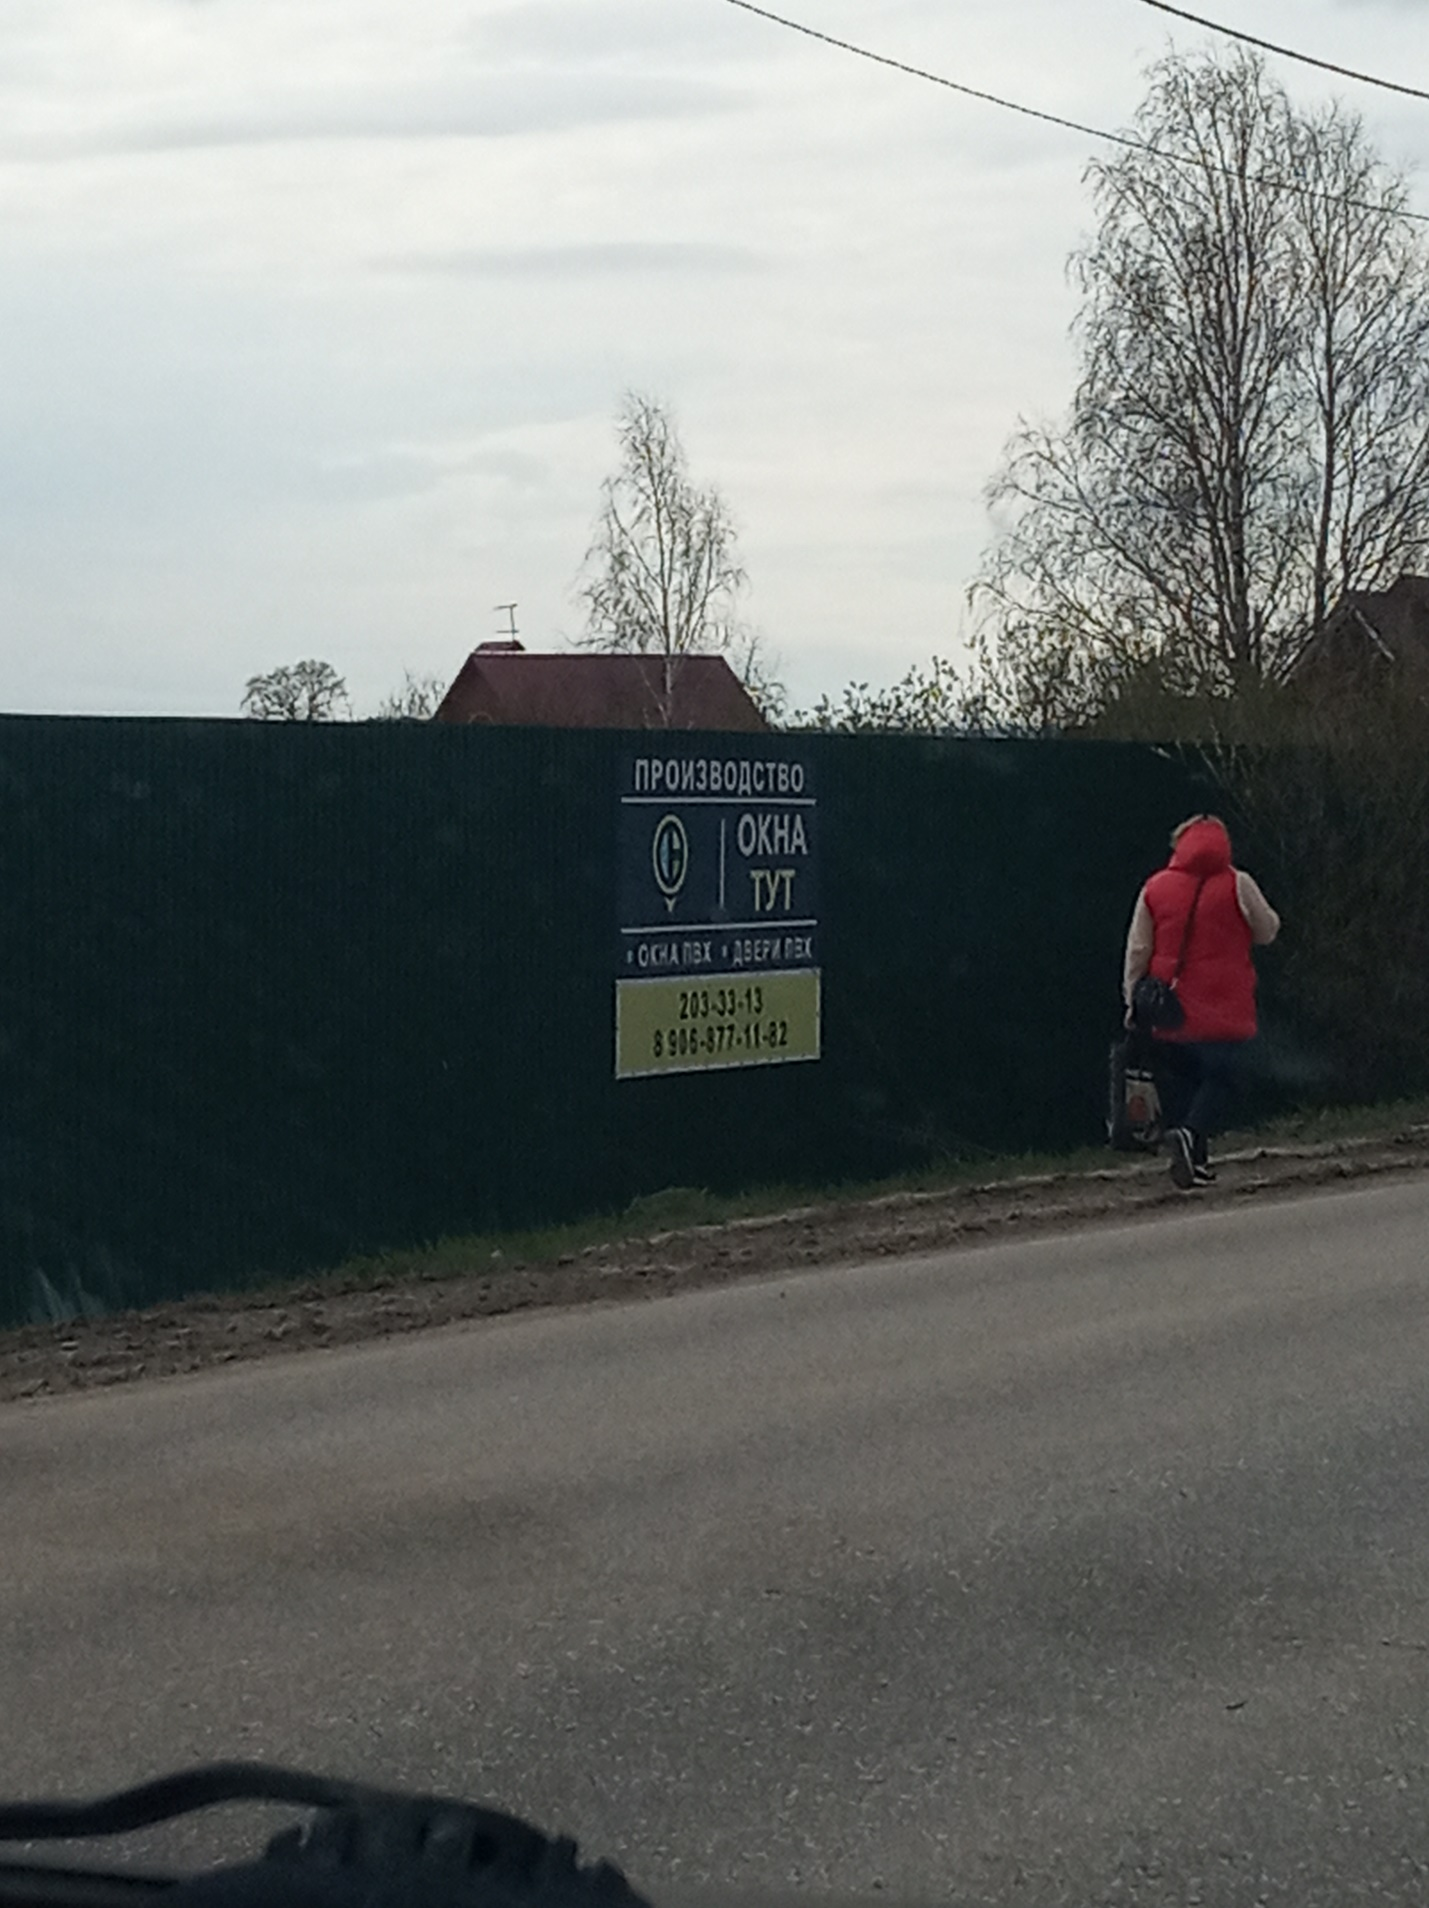 ПРОИЗВОДСТВО
ОКНА
ТУТ
• ОКНА ПВХ • ДВЕРИ ПВХ
203-33-13
8 906-877-11-82